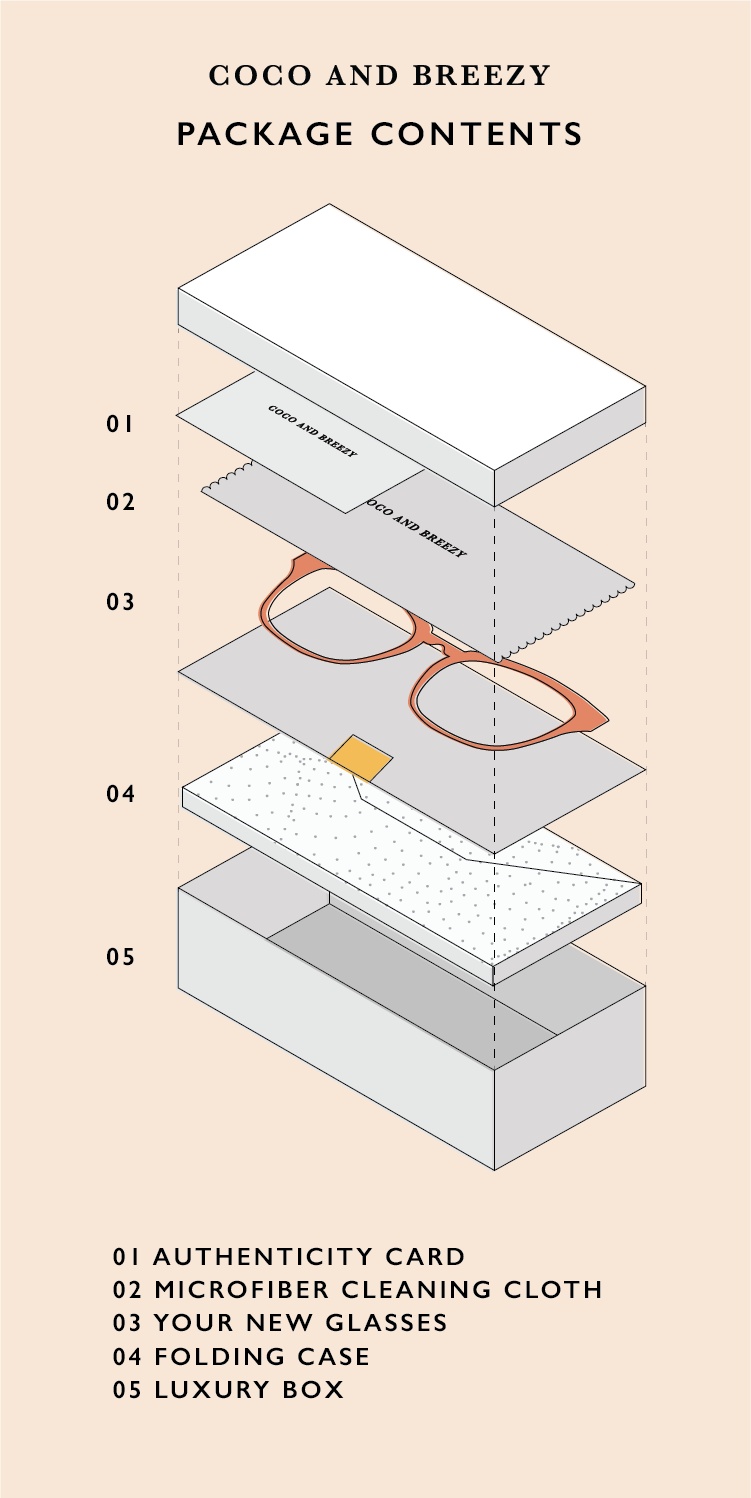 COCO AND BREEZY
PACKAGE CONTENTS
01
COCO AND BREEZY
02
OCO AND BREEZY
03
04
05
01 AUTHENTICITY CARD
02 MICROFIBER CLEANING CLOTH
03 YOUR NEW GLASSES
04 FOLDING CASE
05 LUXURY BOX